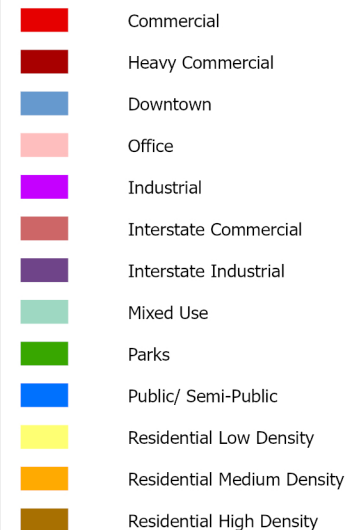 Commercial
Heavy Commercial
Downtown
Office
Industrial
Interstate Commercial
Interstate Industrial
Mixed Use
Parks
Public/ Semi-Public
Residential Low Density
Residential Medium Density
Residential High Density